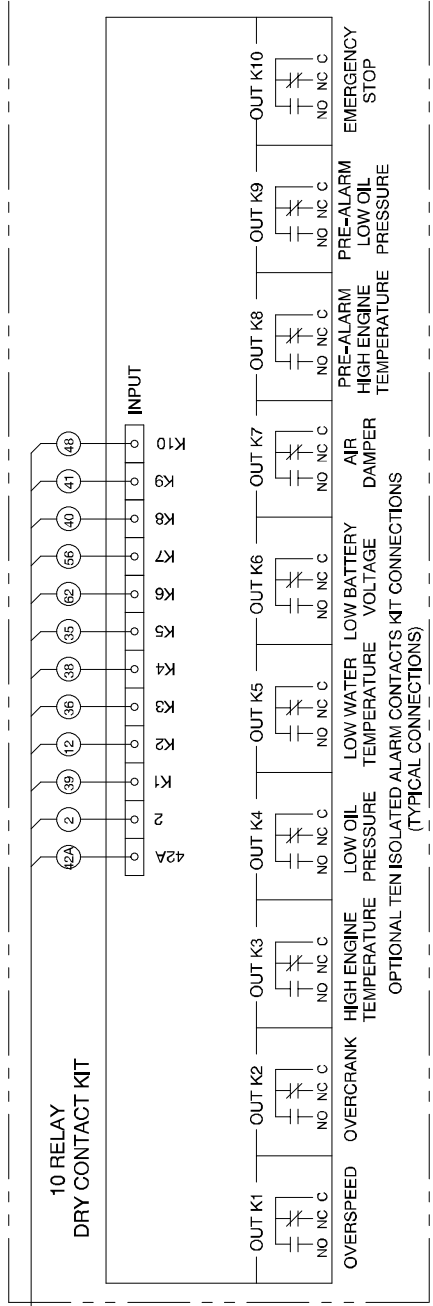 10 RELAY
DRY CONTACT KIT
42A 2 39 12 36 38 35 62 56 40 41 48
INPUT
42A 2 K1 K2 K3 K4 K5 K6 K7 K8 K9 K10
OUT K1 OUT K2 OUT K3 OUT K4 OUT K5 OUT K6 OUT K7 OUT K8 OUT K9 OUT K10
NO NC C NO NC C NO NC C NO NC C NO NC C NO NC C NO NC C NO NC C NO NC C NO NC C
OVERSPEED
OVERCRANK
HIGH ENGINE
TEMPERATURE
LOW OIL
PRESSURE
LOW WATER
TEMPERATURE
LOW BATTERY
VOLTAGE
AIR
DAMPER
PRE-ALARM
HIGH ENGINE
TEMPERATURE
PRE-ALARM
LOW OIL
PRESSURE
EMERGENCY
STOP
OPTIONAL TEN ISOLATED ALARM CONTACTS KIT CONNECTIONS
(TYPICAL CONNECTIONS)